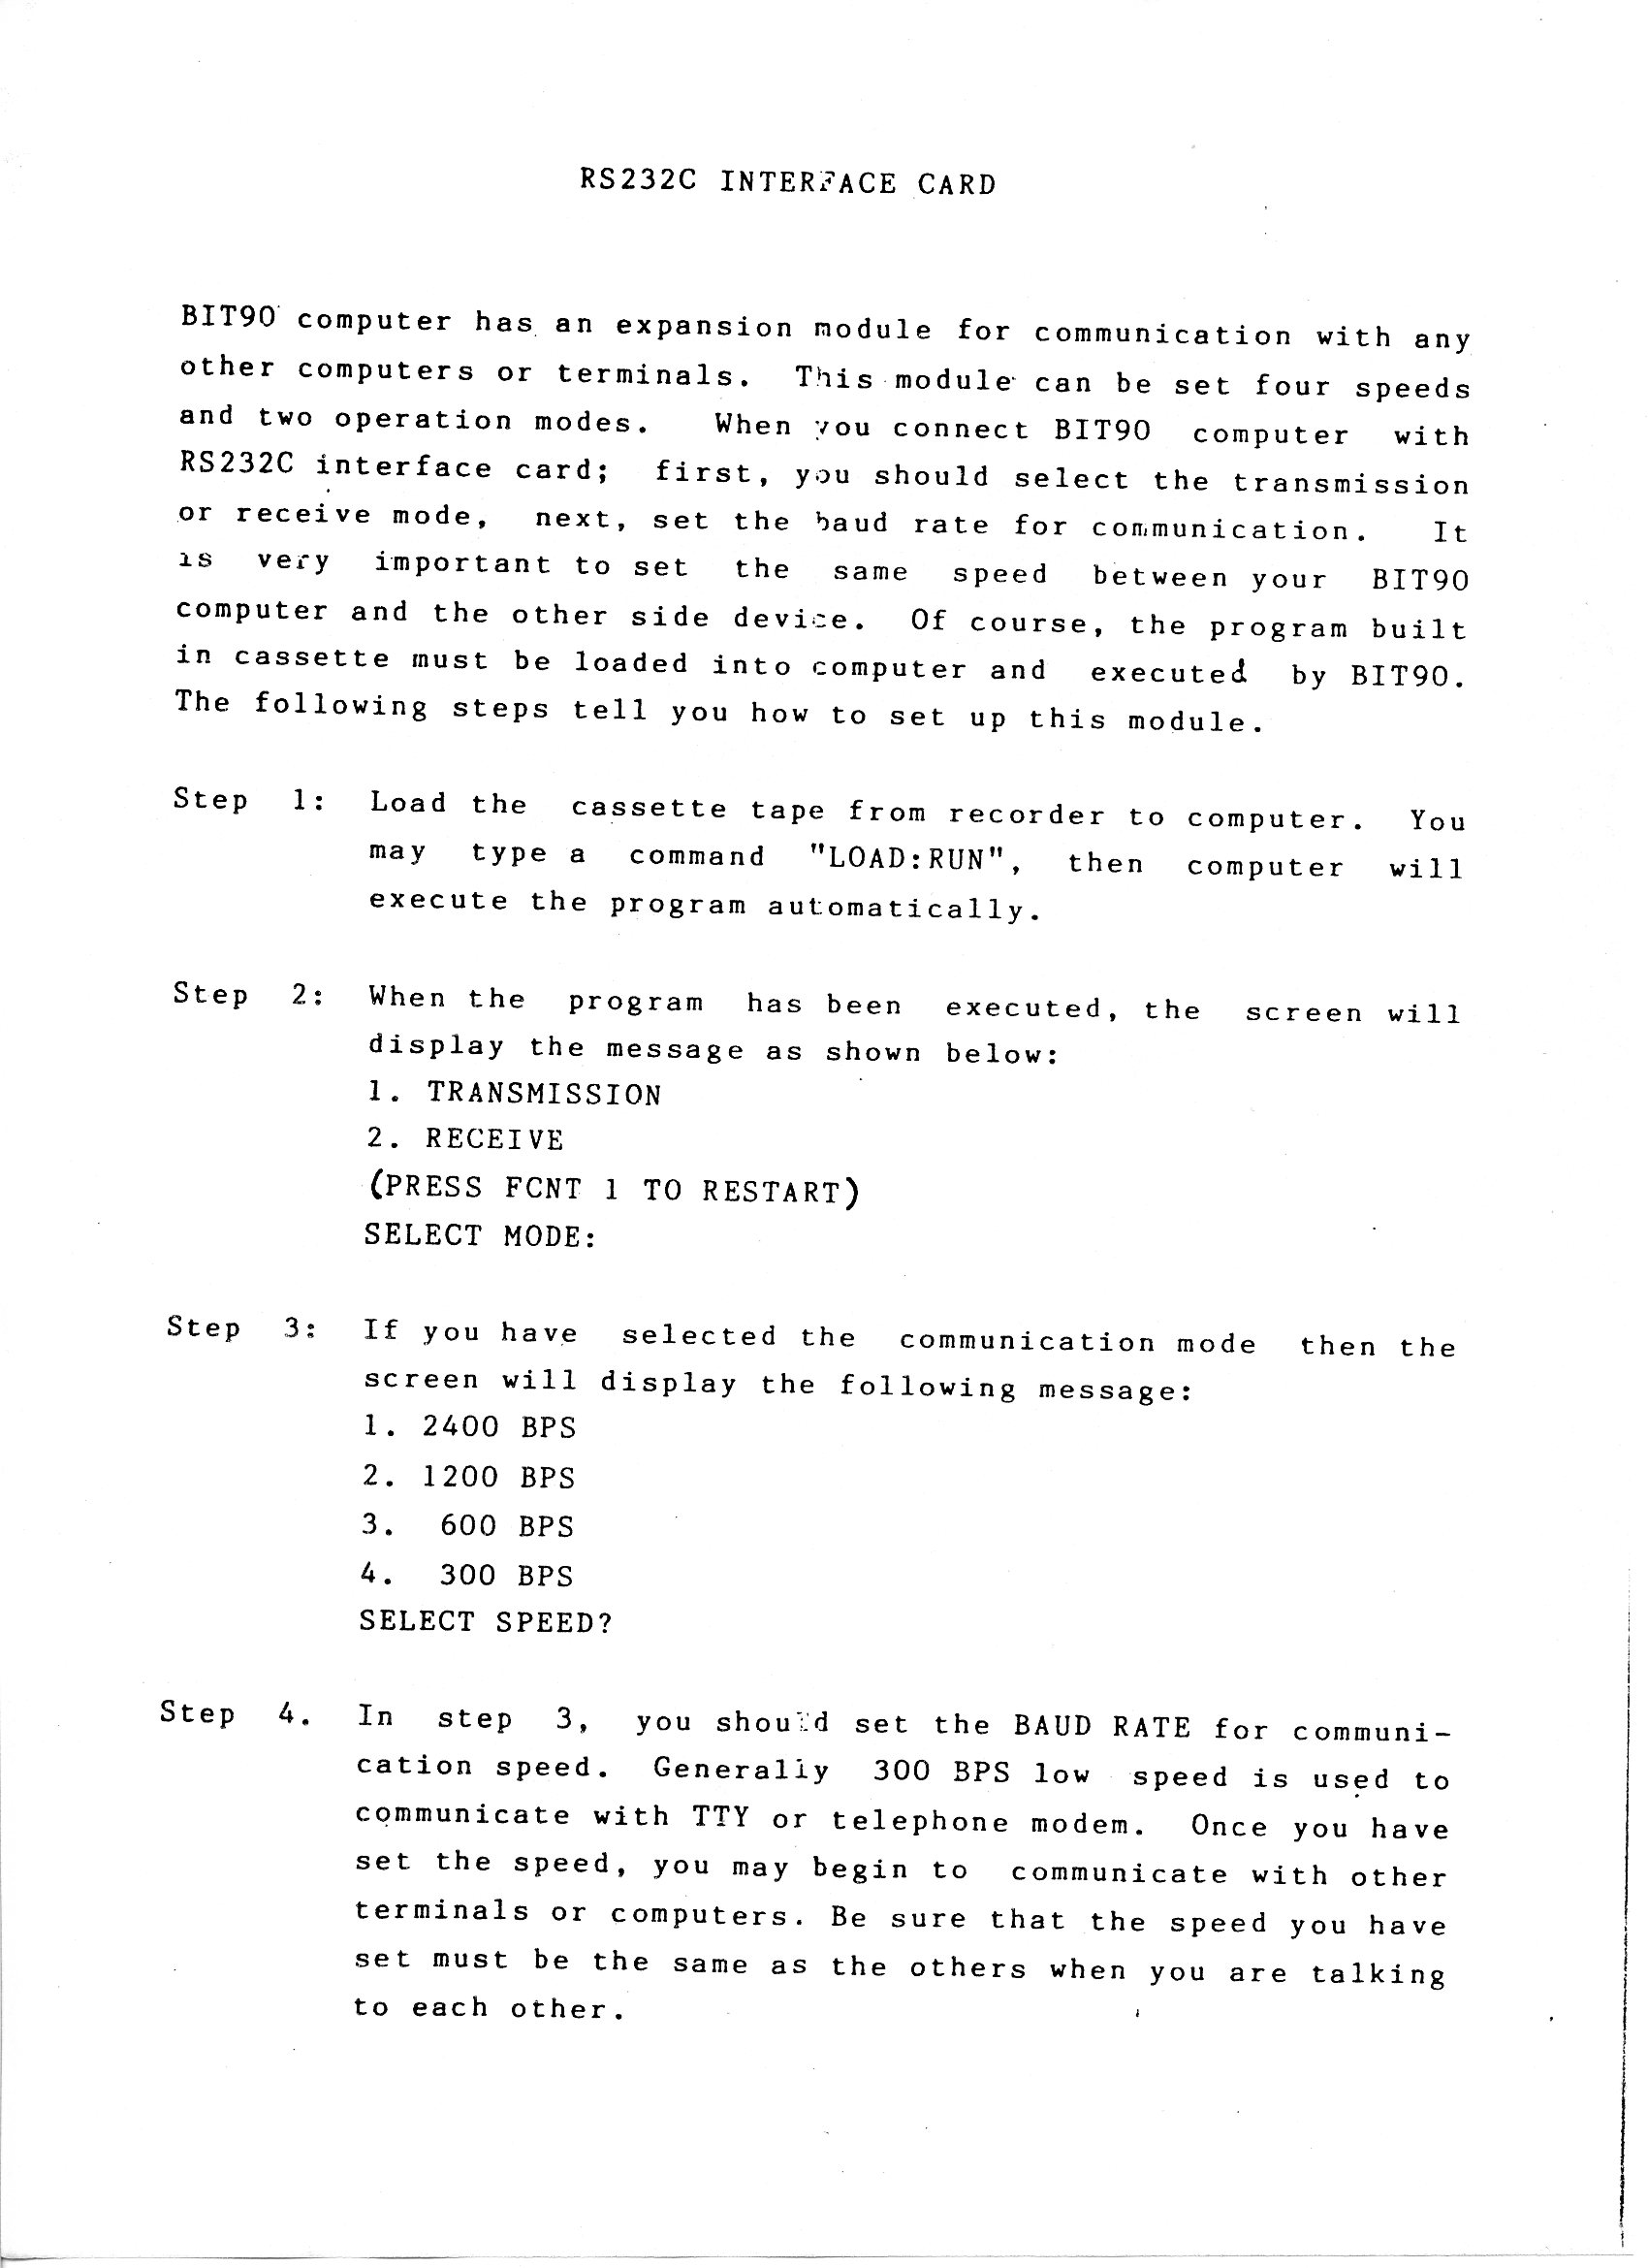 RS232C INTERFACE CARD
BIT90 computer has an expansion module for communication with any
other computers or terminals. This module can be set four speeds
and two operation modes. When you connect BIT90 computer with
RS232C interface card; first, you should select the transmission
or receive mode, next, set the baud rate for communication. It
is very important to set the same speed between your BIT90
computer and the other side device. Of course, the program built
in cassette must be loaded into computer and executed by BIT90.
The following steps tell you how to set up this module.
Step 1: Load the cassette tape from recorder to computer. You
may type a command "LOAD:RUN", then computer will
execute the program automatically.
Step 2: When the program has been executed, the screen will
display the message as shown below:
1. TRANSMISSION
2. RECEIVE
(PRESS FCNT 1 TO RESTART)
SELECT MODE:
Step 3: If you have selected the communication mode then the
screen will display the following message:
1. 2400 BPS
2. 1200 BPS
3. 600 BPS
4. 300 BPS
SELECT SPEED?
Step 4. In step 3, you should set the BAUD RATE for communi-
cation speed. Generally 300 BPS low speed is used to
communicate with TTY or telephone modem. Once you have
set the speed, you may begin to communicate with other
terminals or computers. Be sure that the speed you have
set must be the same as the others when you are talking
to each other.